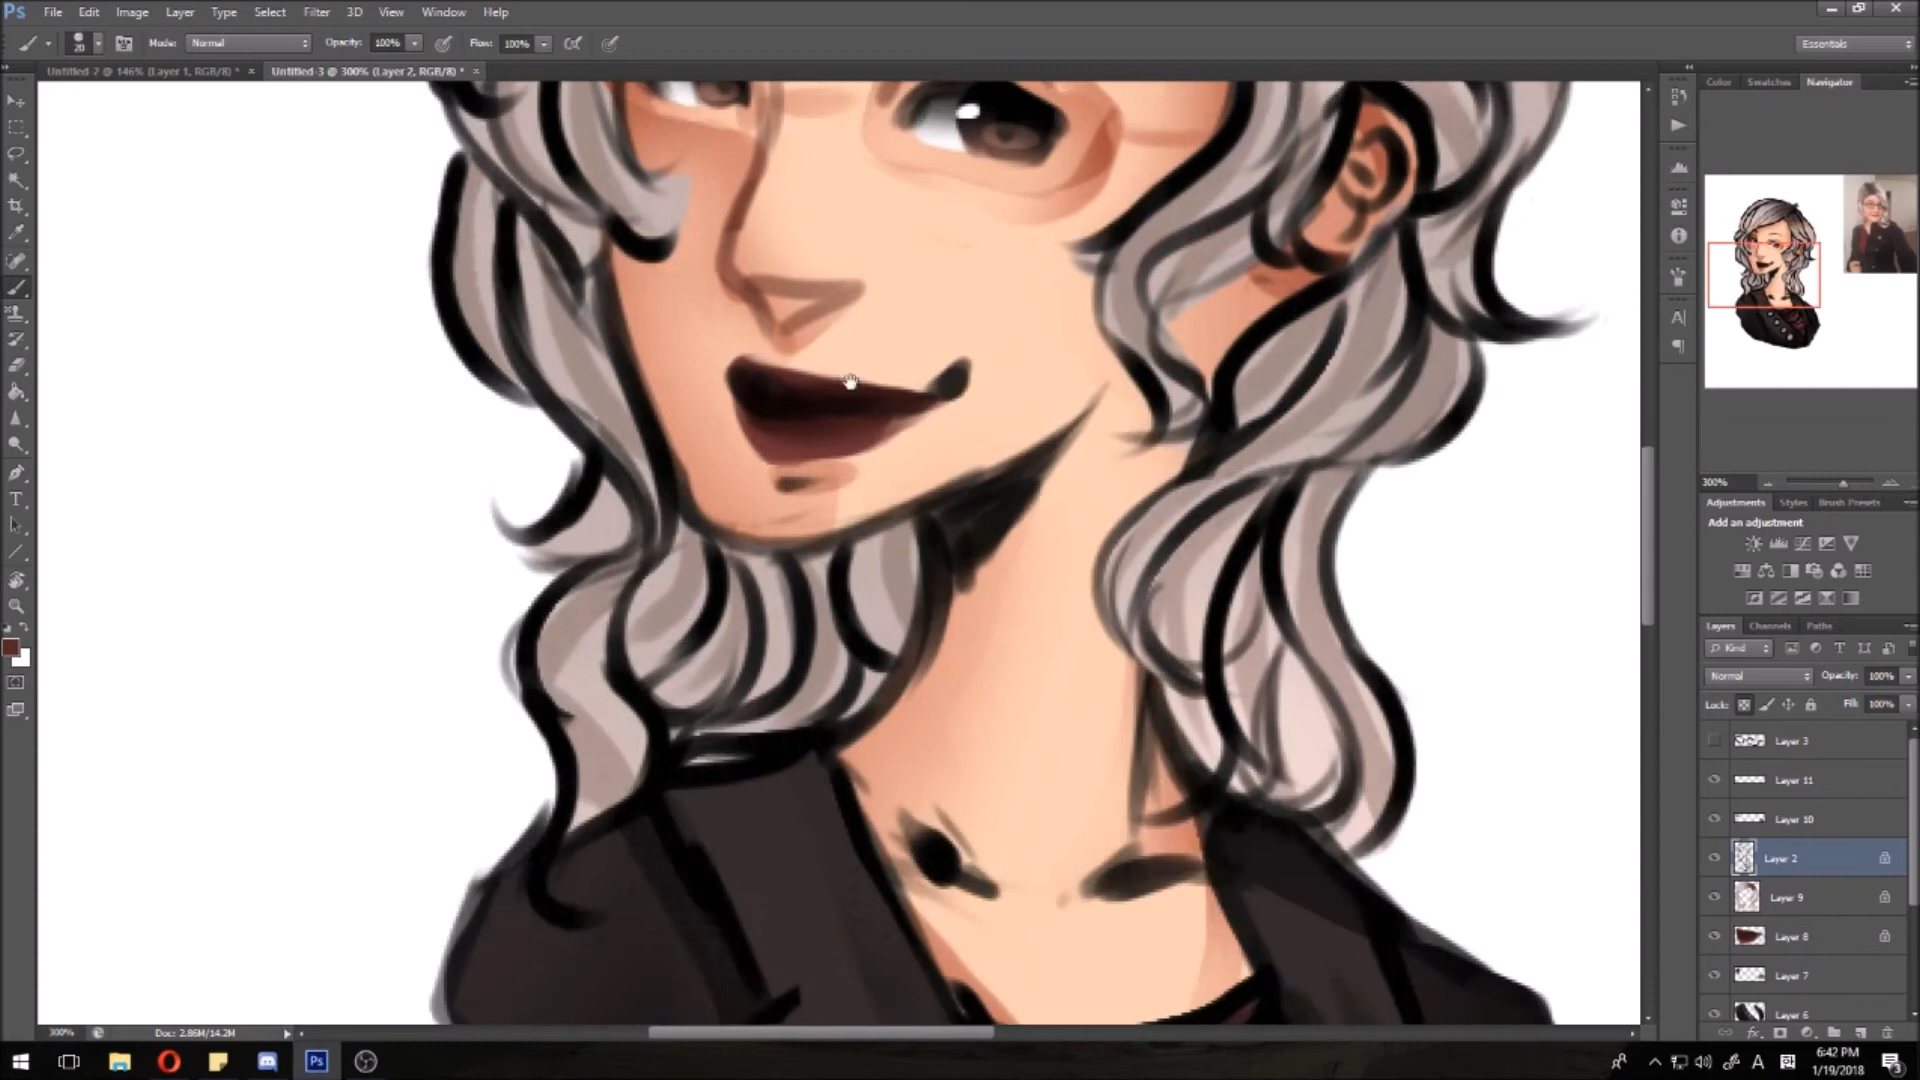 Ps File Edit Image Layer Type Select Filter 3D View Window Help
20 Mode: Normal Opacity: 100% Flow: 100% Essentials
Untitled-2 @ 146% (Layer 1, RGB/8) * × Untitled-3 @ 300% (Layer 2, RGB/8) * ×
Color Swatches Navigator
300%
Adjustments Styles Brush Presets
Add an adjustment
Layers Channels Paths
Kind
Normal Opacity: 100%
Lock: Fill: 100%
Layer 3
Layer 11
Layer 10
Layer 2
Layer 9
Layer 8
Layer 7
Layer 6
300% Doc: 2.86M/14.2M
Ps
A
6:42 PM
1/19/2018
3